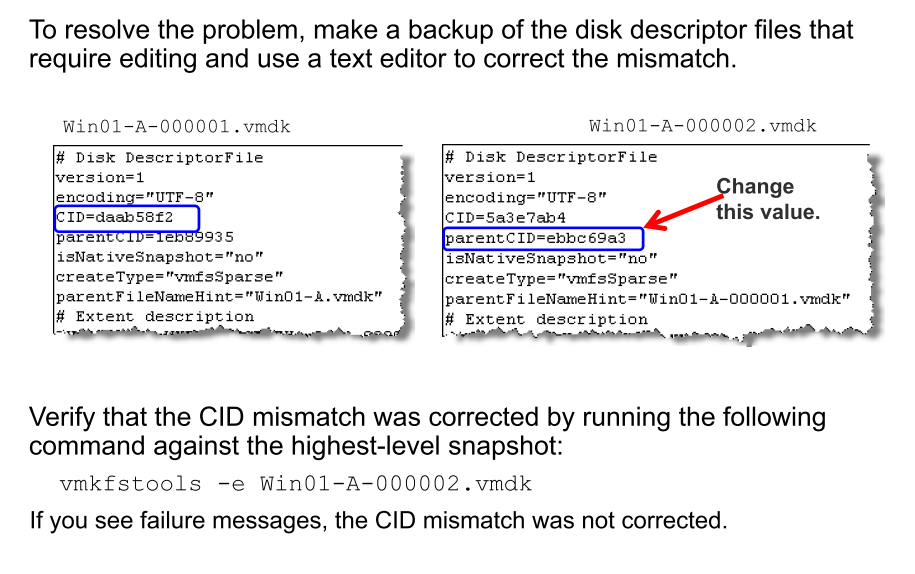 To resolve the problem, make a backup of the disk descriptor files that
require editing and use a text editor to correct the mismatch.
Win01-A-000001.vmdk
# Disk DescriptorFile
version=1
encoding="UTF-8"
CID=daab58f2
parentCID=1eb89935
isNativeSnapshot="no"
createType="vmfsSparse"
parentFileNameHint="Win01-A.vmdk"
# Extent description
Win01-A-000002.vmdk
# Disk DescriptorFile
version=1
encoding="UTF-8"
CID=5a3e7ab4
parentCID=ebbc69a3
isNativeSnapshot="no"
createType="vmfsSparse"
parentFileNameHint="Win01-A-000001.vmdk"
# Extent description
Change
this value.
Verify that the CID mismatch was corrected by running the following
command against the highest-level snapshot:
vmkfstools -e Win01-A-000002.vmdk
If you see failure messages, the CID mismatch was not corrected.